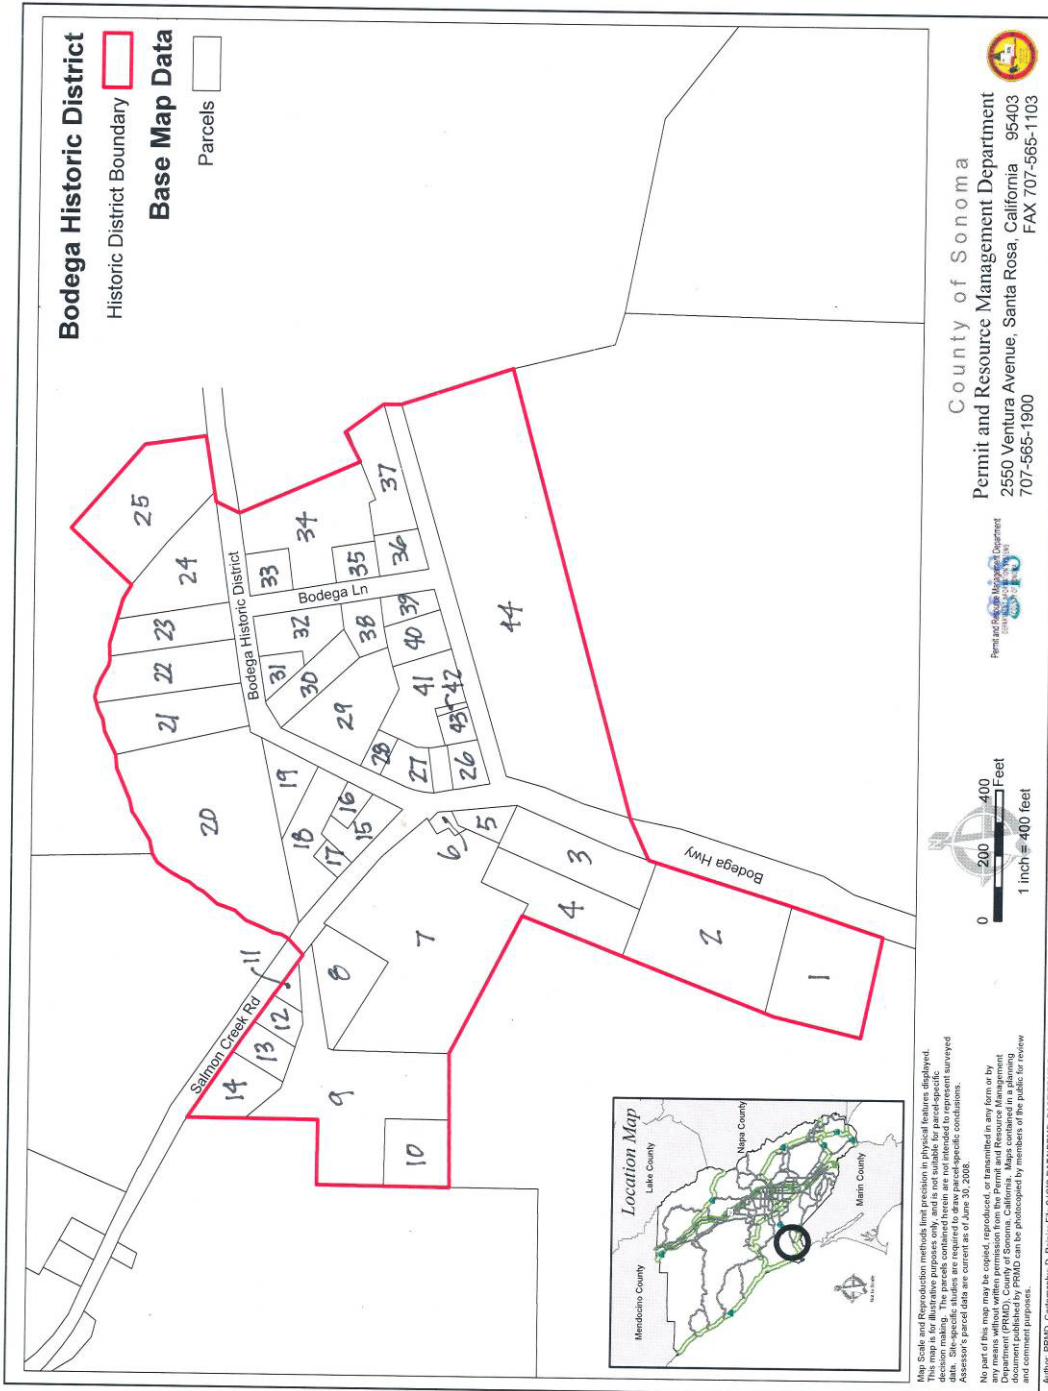 Bodega Historic District
Historic District Boundary
Base Map Data
Parcels
25
24
23
22
21
20
19
18
17
16
15
14
13
12
11
10
9
8
7
6
5
4
3
2
1
26
27
28
29
30
31
32
33
34
35
36
37
38
39
40
41
42
43
44
Bodega Historic District
Bodega Ln
Salmon Creek Rd
Bodega Hwy
Location Map
Mendocino County
Lake County
Napa County
Marin County
Not to Scale
Map Scale and Reproduction methods limit precision in physical features displayed.
This map is for illustrative purposes only, and is not suitable for parcel-specific
decision making. The parcels contained herein are not intended to represent surveyed
data. Site-specific studies are required to draw parcel-specific conclusions.
Assessor's parcel data are current as of June 30, 2008.
No part of this map may be copied, reproduced, or transmitted in any form or by
any means without written permission from the Permit and Resource Management
Department (PRMD), County of Sonoma, California. Maps contained in a planning
document published by PRMD can be photocopied by members of the public for review
and comment purposes.
0 200 400
Feet
1 inch = 400 feet
Permit and Resource Management Department
County of Sonoma
Permit and Resource Management Department
2550 Ventura Avenue, Santa Rosa, California 95403
707-565-1900 FAX 707-565-1103